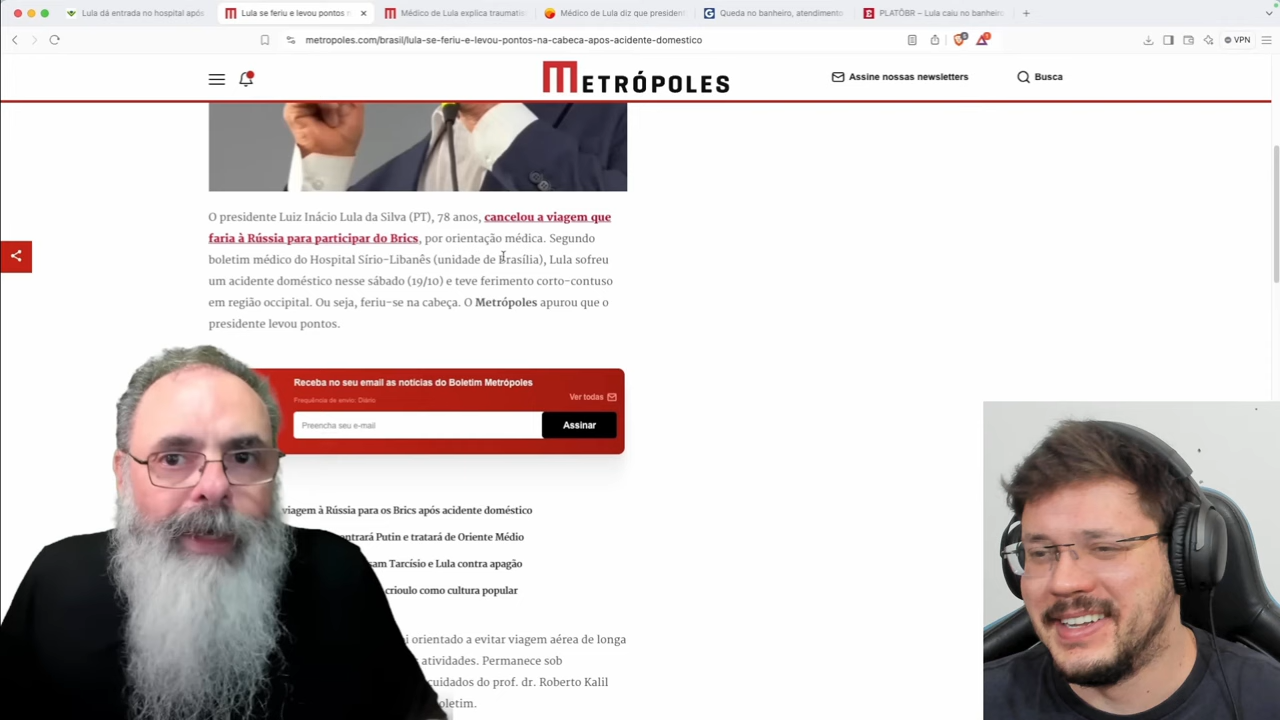 Lula dá entrada no hospital após
Lula se feriu e levou pontos n
Médico de Lula explica traumati
Médico de Lula diz que president
Queda no banheiro, atendimento
PLATÔBR – Lula caiu no banheiro
metropoles.com/brasil/lula-se-feriu-e-levou-pontos-na-cabeca-apos-acidente-domestico
VPN
METRÓPOLES
Assine nossas newsletters
Busca
O presidente Luiz Inácio Lula da Silva (PT), 78 anos, cancelou a viagem que
faria à Rússia para participar do Brics, por orientação médica. Segundo
boletim médico do Hospital Sírio-Libanês (unidade de Brasília), Lula sofreu
um acidente doméstico nesse sábado (19/10) e teve ferimento corto-contuso
em região occipital. Ou seja, feriu-se na cabeça. O Metrópoles apurou que o
presidente levou pontos.
Receba no seu email as notícias do Boletim Metrópoles
Frequência de envio: Diário
Ver todas
Preencha seu e-mail
Assinar
viagem à Rússia para os Brics após acidente doméstico
ontrará Putin e tratará de Oriente Médio
sam Tarcísio e Lula contra apagão
crioulo como cultura popular
i orientado a evitar viagem aérea de longa
atividades. Permanece sob
cuidados do prof. dr. Roberto Kalil
oletim.